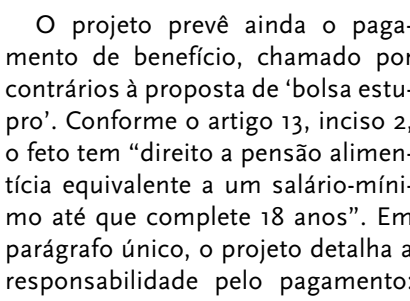 O projeto prevê ainda o paga-
mento de benefício, chamado por
contrários à proposta de ‘bolsa estu-
pro’. Conforme o artigo 13, inciso 2,
o feto tem “direito a pensão alimen-
tícia equivalente a um salário-míni-
mo até que complete 18 anos”. Em
parágrafo único, o projeto detalha a
responsabilidade pelo pagamento: